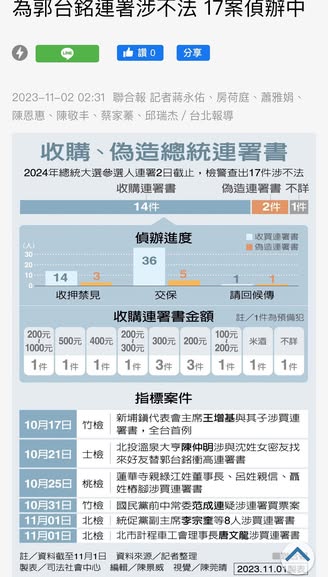 為郭台銘連署涉不法 17案偵辦中
LINE
讚 0
分享
2023-11-02 02:31 聯合報 記者蔣永佑、房荷庭、蕭雅娟、
陳恩惠、陳敬丰、蔡家蓁、邱瑞杰 / 台北報導
收購、偽造總統連署書
2024年總統大選參選人連署2日截止，檢警查出17件涉不法
收購連署書 偽造連署書 不詳
14件 2件 1件
偵辦進度
收買連署書
偽造連署書
(人)
30
20
10
0
14 3 36 5 1 1
收押禁見 交保 請回候傳
收購連署書金額 註／1件為預備犯
200元～1000元 500元 400元 200元～300元 300元 200元 100元～200元 米酒 不詳
1件 1件 1件 1件 3件 3件 1件 1件 1件
指標案件
10月17日 竹檢 新埔鎮代表會主席王增基與其子涉買連署書，全台首例
10月21日 士檢 北投溫泉大亨陳仲明涉與沈姓女密友找來好友替郭台銘衝高連署書
10月25日 桃檢 蓮華寺親綠江姓董事長、呂姓親信、聶姓樁腳涉買連署書
10月31日 竹檢 國民黨前中常委范成連疑涉連署買票案
11月01日 北檢 統促黨副主席李宗奎等8人涉買連署書
11月01日 北檢 北市計程車工會理事長唐文龍涉買連署書
註／資料截至11月1日 資料來源／記者整理
製表／司法社會中心 編輯／陳景威 視覺／陳完晴 2023.11.01製表